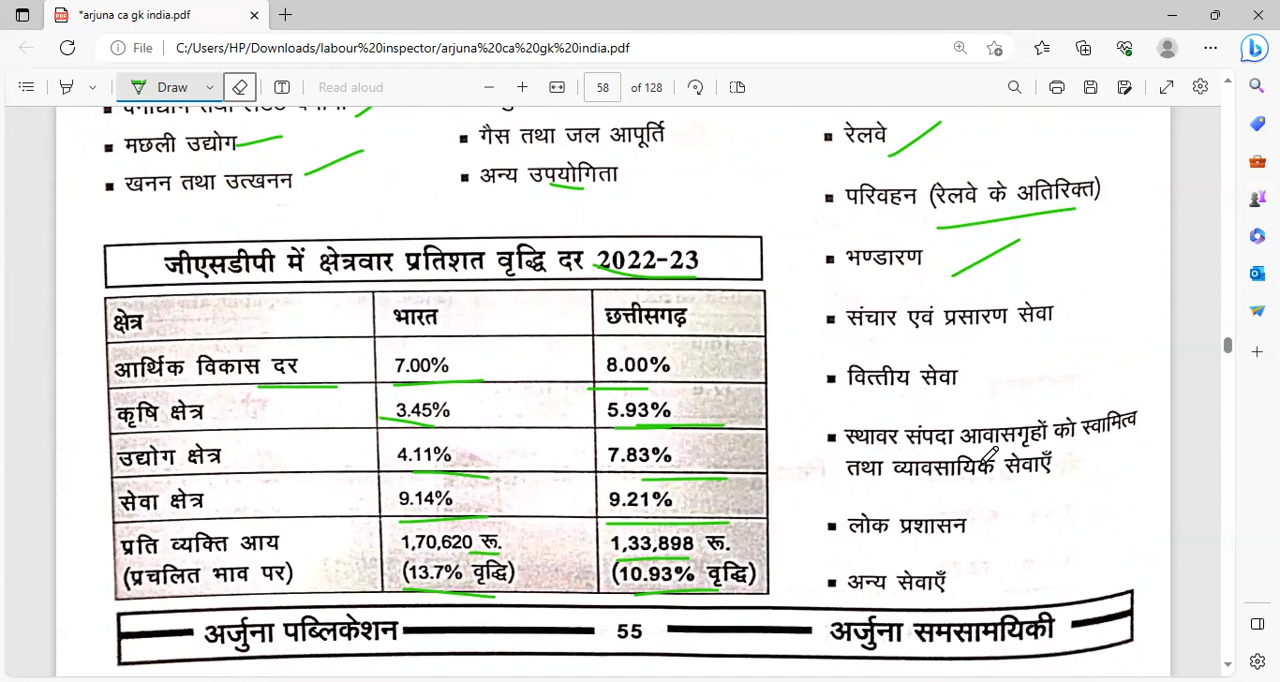 *arjuna ca gk india.pdf
File C:/Users/HP/Downloads/labour%20inspector/arjuna%20ca%20gk%20india.pdf
Draw Read aloud 58 of 128
▪ मछली उद्योग
▪ खनन तथा उत्खनन
▪ गैस तथा जल आपूर्ति
▪ अन्य उपयोगिता
▪ रेलवे
▪ परिवहन (रेलवे के अतिरिक्त)
▪ भण्डारण
▪ संचार एवं प्रसारण सेवा
▪ वित्तीय सेवा
▪ स्थावर संपदा आवासगृहों को स्वामित्व
तथा व्यावसायिक सेवाएँ
▪ लोक प्रशासन
▪ अन्य सेवाएँ
जीएसडीपी में क्षेत्रवार प्रतिशत वृद्धि दर 2022-23
क्षेत्र भारत छत्तीसगढ़
आर्थिक विकास दर 7.00% 8.00%
कृषि क्षेत्र 3.45% 5.93%
उद्योग क्षेत्र 4.11% 7.83%
सेवा क्षेत्र 9.14% 9.21%
प्रति व्यक्ति आय 1,70,620 रू. 1,33,898 रू.
(प्रचलित भाव पर) (13.7% वृद्धि) (10.93% वृद्धि)
अर्जुना पब्लिकेशन 55 अर्जुना समसामयिकी